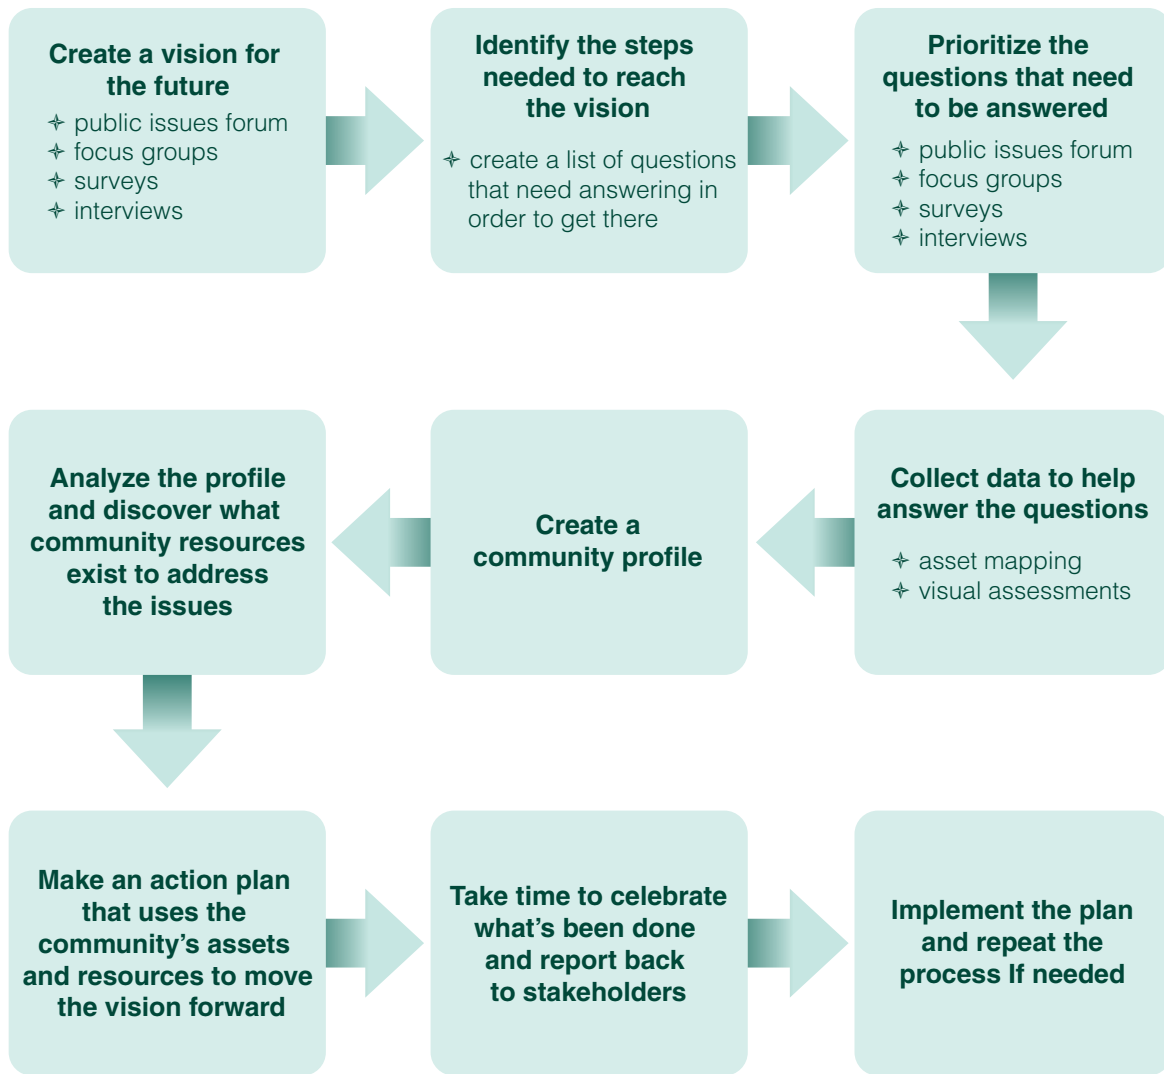 Create a vision for
the future
✦ public issues forum
✦ focus groups
✦ surveys
✦ interviews
Identify the steps
needed to reach
the vision
✦ create a list of questions
that need answering in
order to get there
Prioritize the
questions that need
to be answered
✦ public issues forum
✦ focus groups
✦ surveys
✦ interviews
Collect data to help
answer the questions
✦ asset mapping
✦ visual assessments
Create a
community profile
Analyze the profile
and discover what
community resources
exist to address
the issues
Make an action plan
that uses the
community’s assets
and resources to move
the vision forward
Take time to celebrate
what’s been done
and report back
to stakeholders
Implement the plan
and repeat the
process If needed